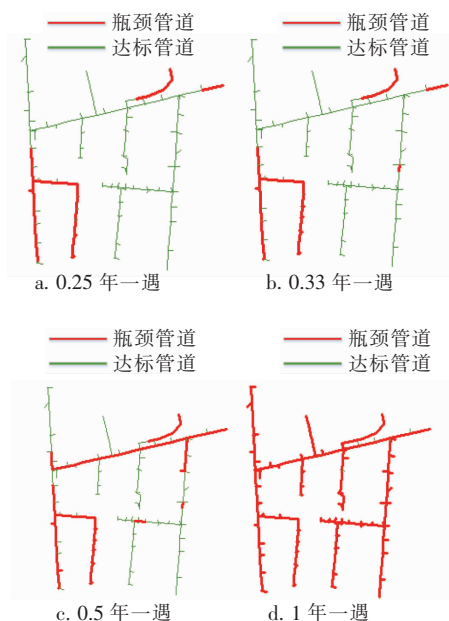 瓶颈管道 瓶颈管道
达标管道 达标管道
a. 0.25 年一遇 b. 0.33 年一遇
瓶颈管道 瓶颈管道
达标管道 达标管道
c. 0.5 年一遇 d. 1 年一遇